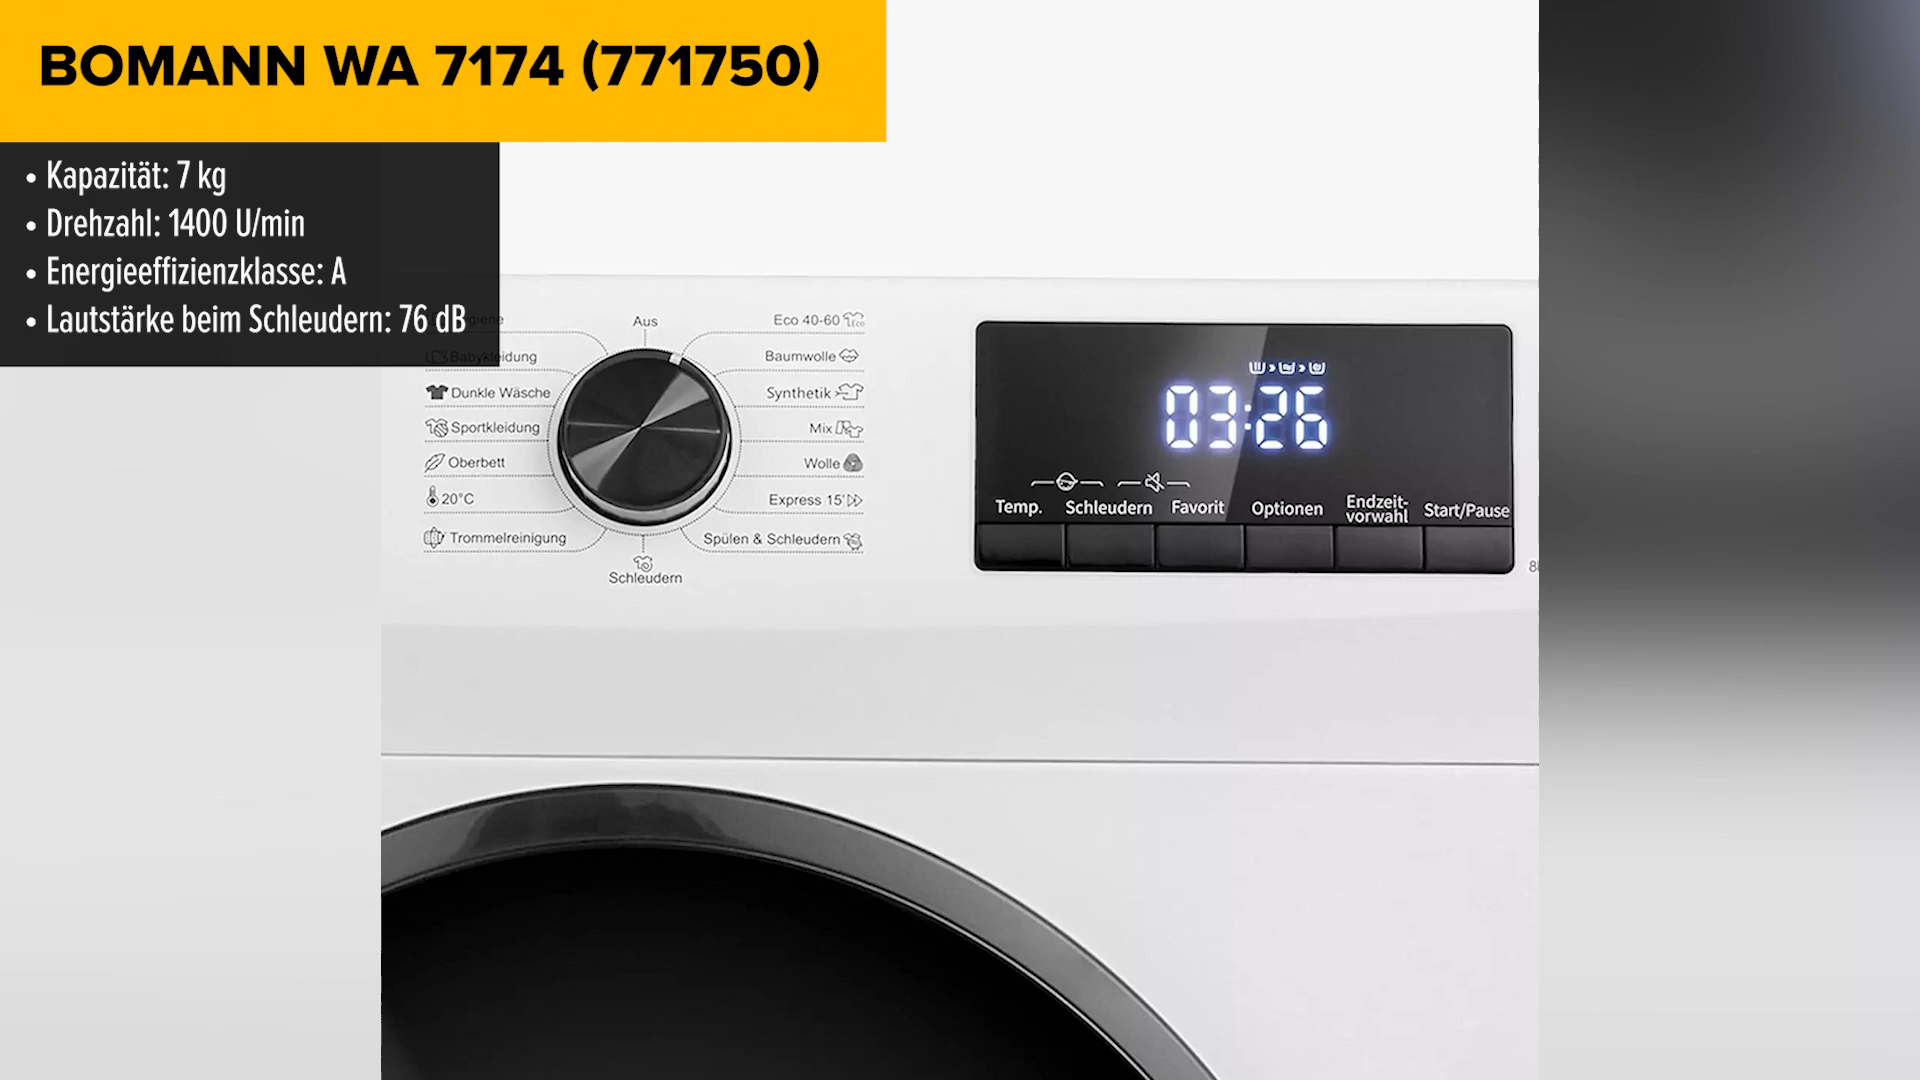 BOMANN WA 7174 (771750)
• Kapazität: 7 kg
• Drehzahl: 1400 U/min
• Energieeffizienzklasse: A
• Lautstärke beim Schleudern: 76 dB
Babykleidung
Dunkle Wäsche
Sportkleidung
Oberbett
20°C
Trommelreinigung
Aus
Schleudern
Eco 40-60
Eco
Baumwolle
Synthetik
Mix
Wolle
Express 15'
Spülen & Schleudern
03:26
Temp.
Schleudern
Favorit
Optionen
Endzeit-
vorwahl
Start/Pause